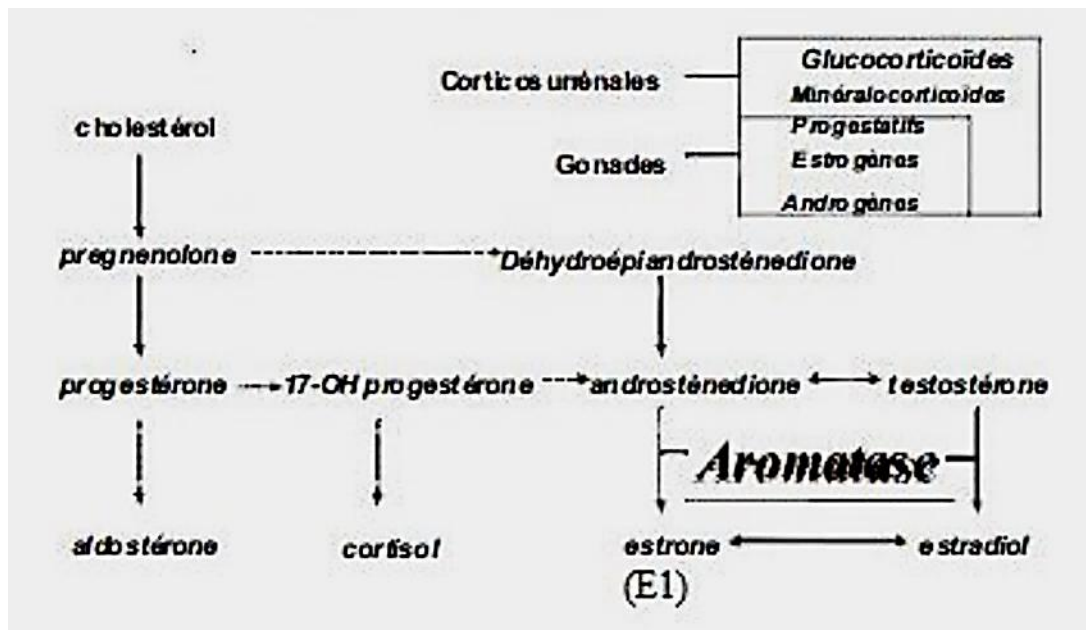 Glucocorticoïdes
Corticosurrénales
Minéralocorticoïdes
cholestérol
Progestatifs
Gonades
Estrogènes
Androgènes
pregnenolone
Déhydroépiandrosténedione
progestérone
17-OH progestérone
androsténedione
testostérone
Aromatase
aldostérone
cortisol
estrone
estradiol
(E1)